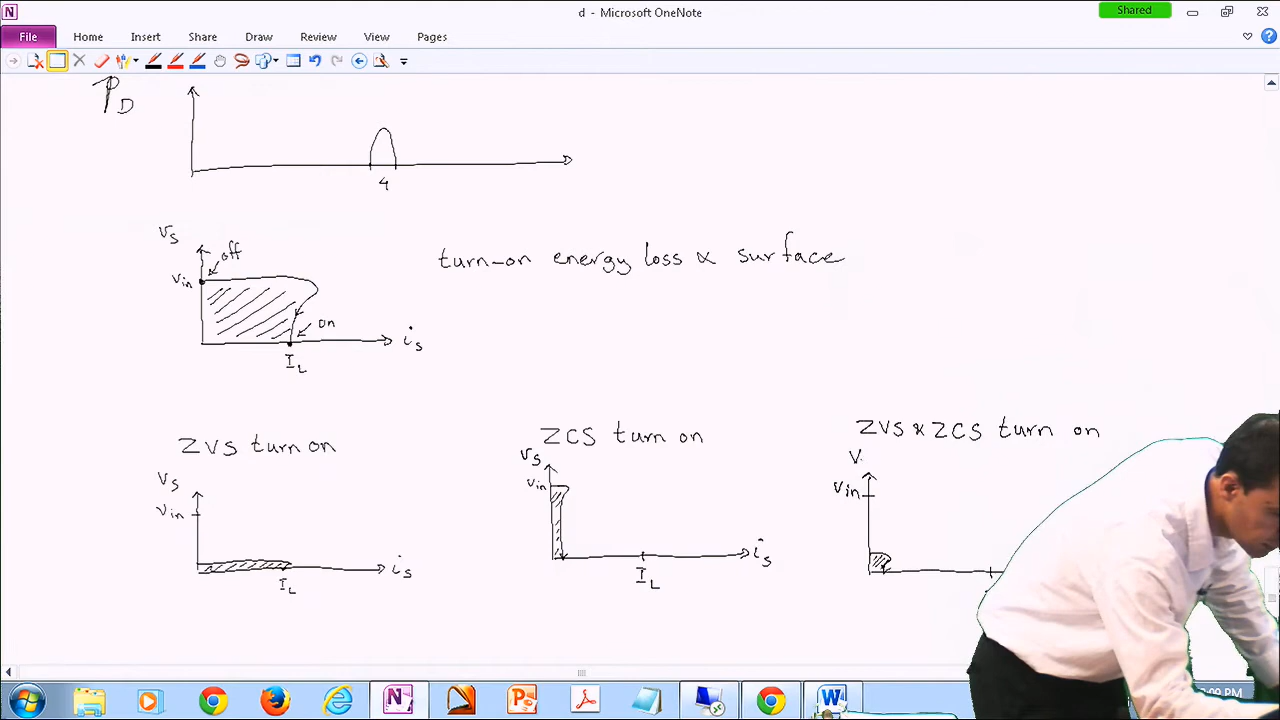 d - Microsoft OneNote
Shared
File Home Insert Share Draw Review View Pages
P_D
4
v_s
off
v_in
turn-on energy loss ∝ surface
on
i_s
I_L
ZVS turn on
ZCS turn on
ZVS & ZCS turn on
v_s
v_in
i_s
I_L
v_s
v_in
i_s
I_L
v
v_in
:09 PM